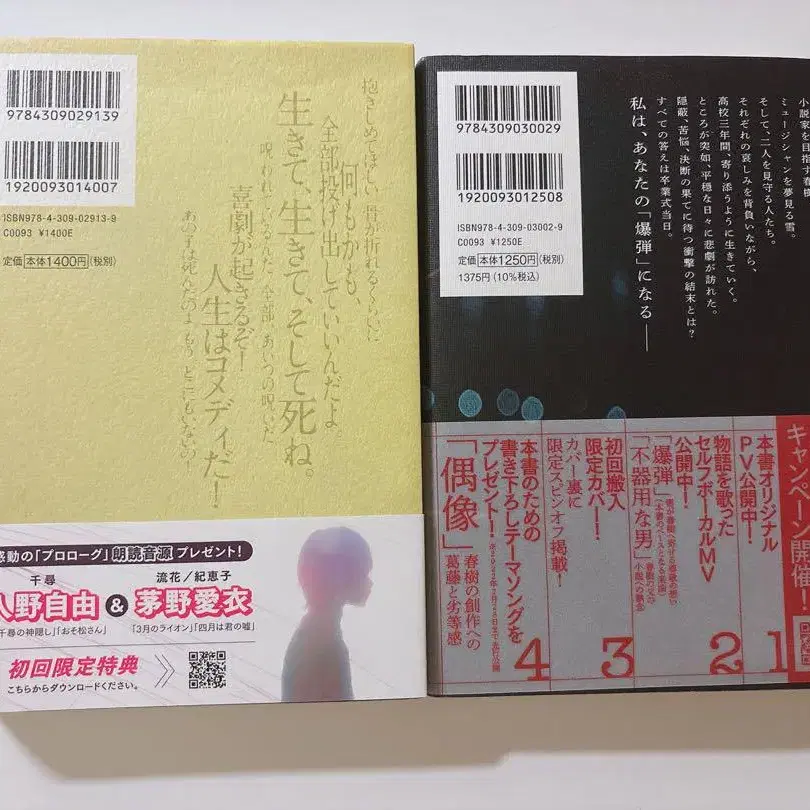 9784309029139
1920093014007
ISBN978-4-309-02913-9
C0093 ¥1400E
定価 本体1400円(税別)
抱きしめてほしい 骨が折れるくらいに
全部投げ出していいんだよ
何もかも、
生きて、生きて、そして死ね。
呪われているんだ 全部 あいつの呪いだ
喜劇が起きるぞ!
人生はコメディだ!
あの子は死んだのよ もう どこにもいないの!
感動の「プロローグ」朗読音源 プレゼント!
千尋
入野自由
&
流花/紀恵子
茅野愛衣
「千尋の神隠し」「おそ松さん」
「3月のライオン」「四月は君の嘘」
初回限定特典
こちらからダウンロードください。
9784309030029
1920093012508
ISBN978-4-309-03002-9
C0093 ¥1250E
定価 本体1250円(税別)
1375円(10%税込)
小説家を目指す春樹
ミュージシャンを夢見る雪。
そして、二人を見守る人たち。
それぞれの哀しみを背負いながら、
高校三年間、寄り添うように生きていく。
ところが突如、平穏な日々に悲劇が訪れた。
隠蔽、苦悩、決断の果てに待つ衝撃の結末とは?
すべての答えは卒業式当日。
私は、あなたの「爆弾」になる――
キャンペーン開催!
1
本書オリジナル
PV公開中!
2
物語を歌った
セルフボーカルMV
公開中!
「爆弾」
「不器用な男」
3
初回搬入
限定カバー!
カバー裏に
限定スピンオフ掲載!
4
本書のための
書き下ろしテーマソングを
プレゼント!
※2022年2月28日まで
「偶像」
春樹の創作への
葛藤と劣等感